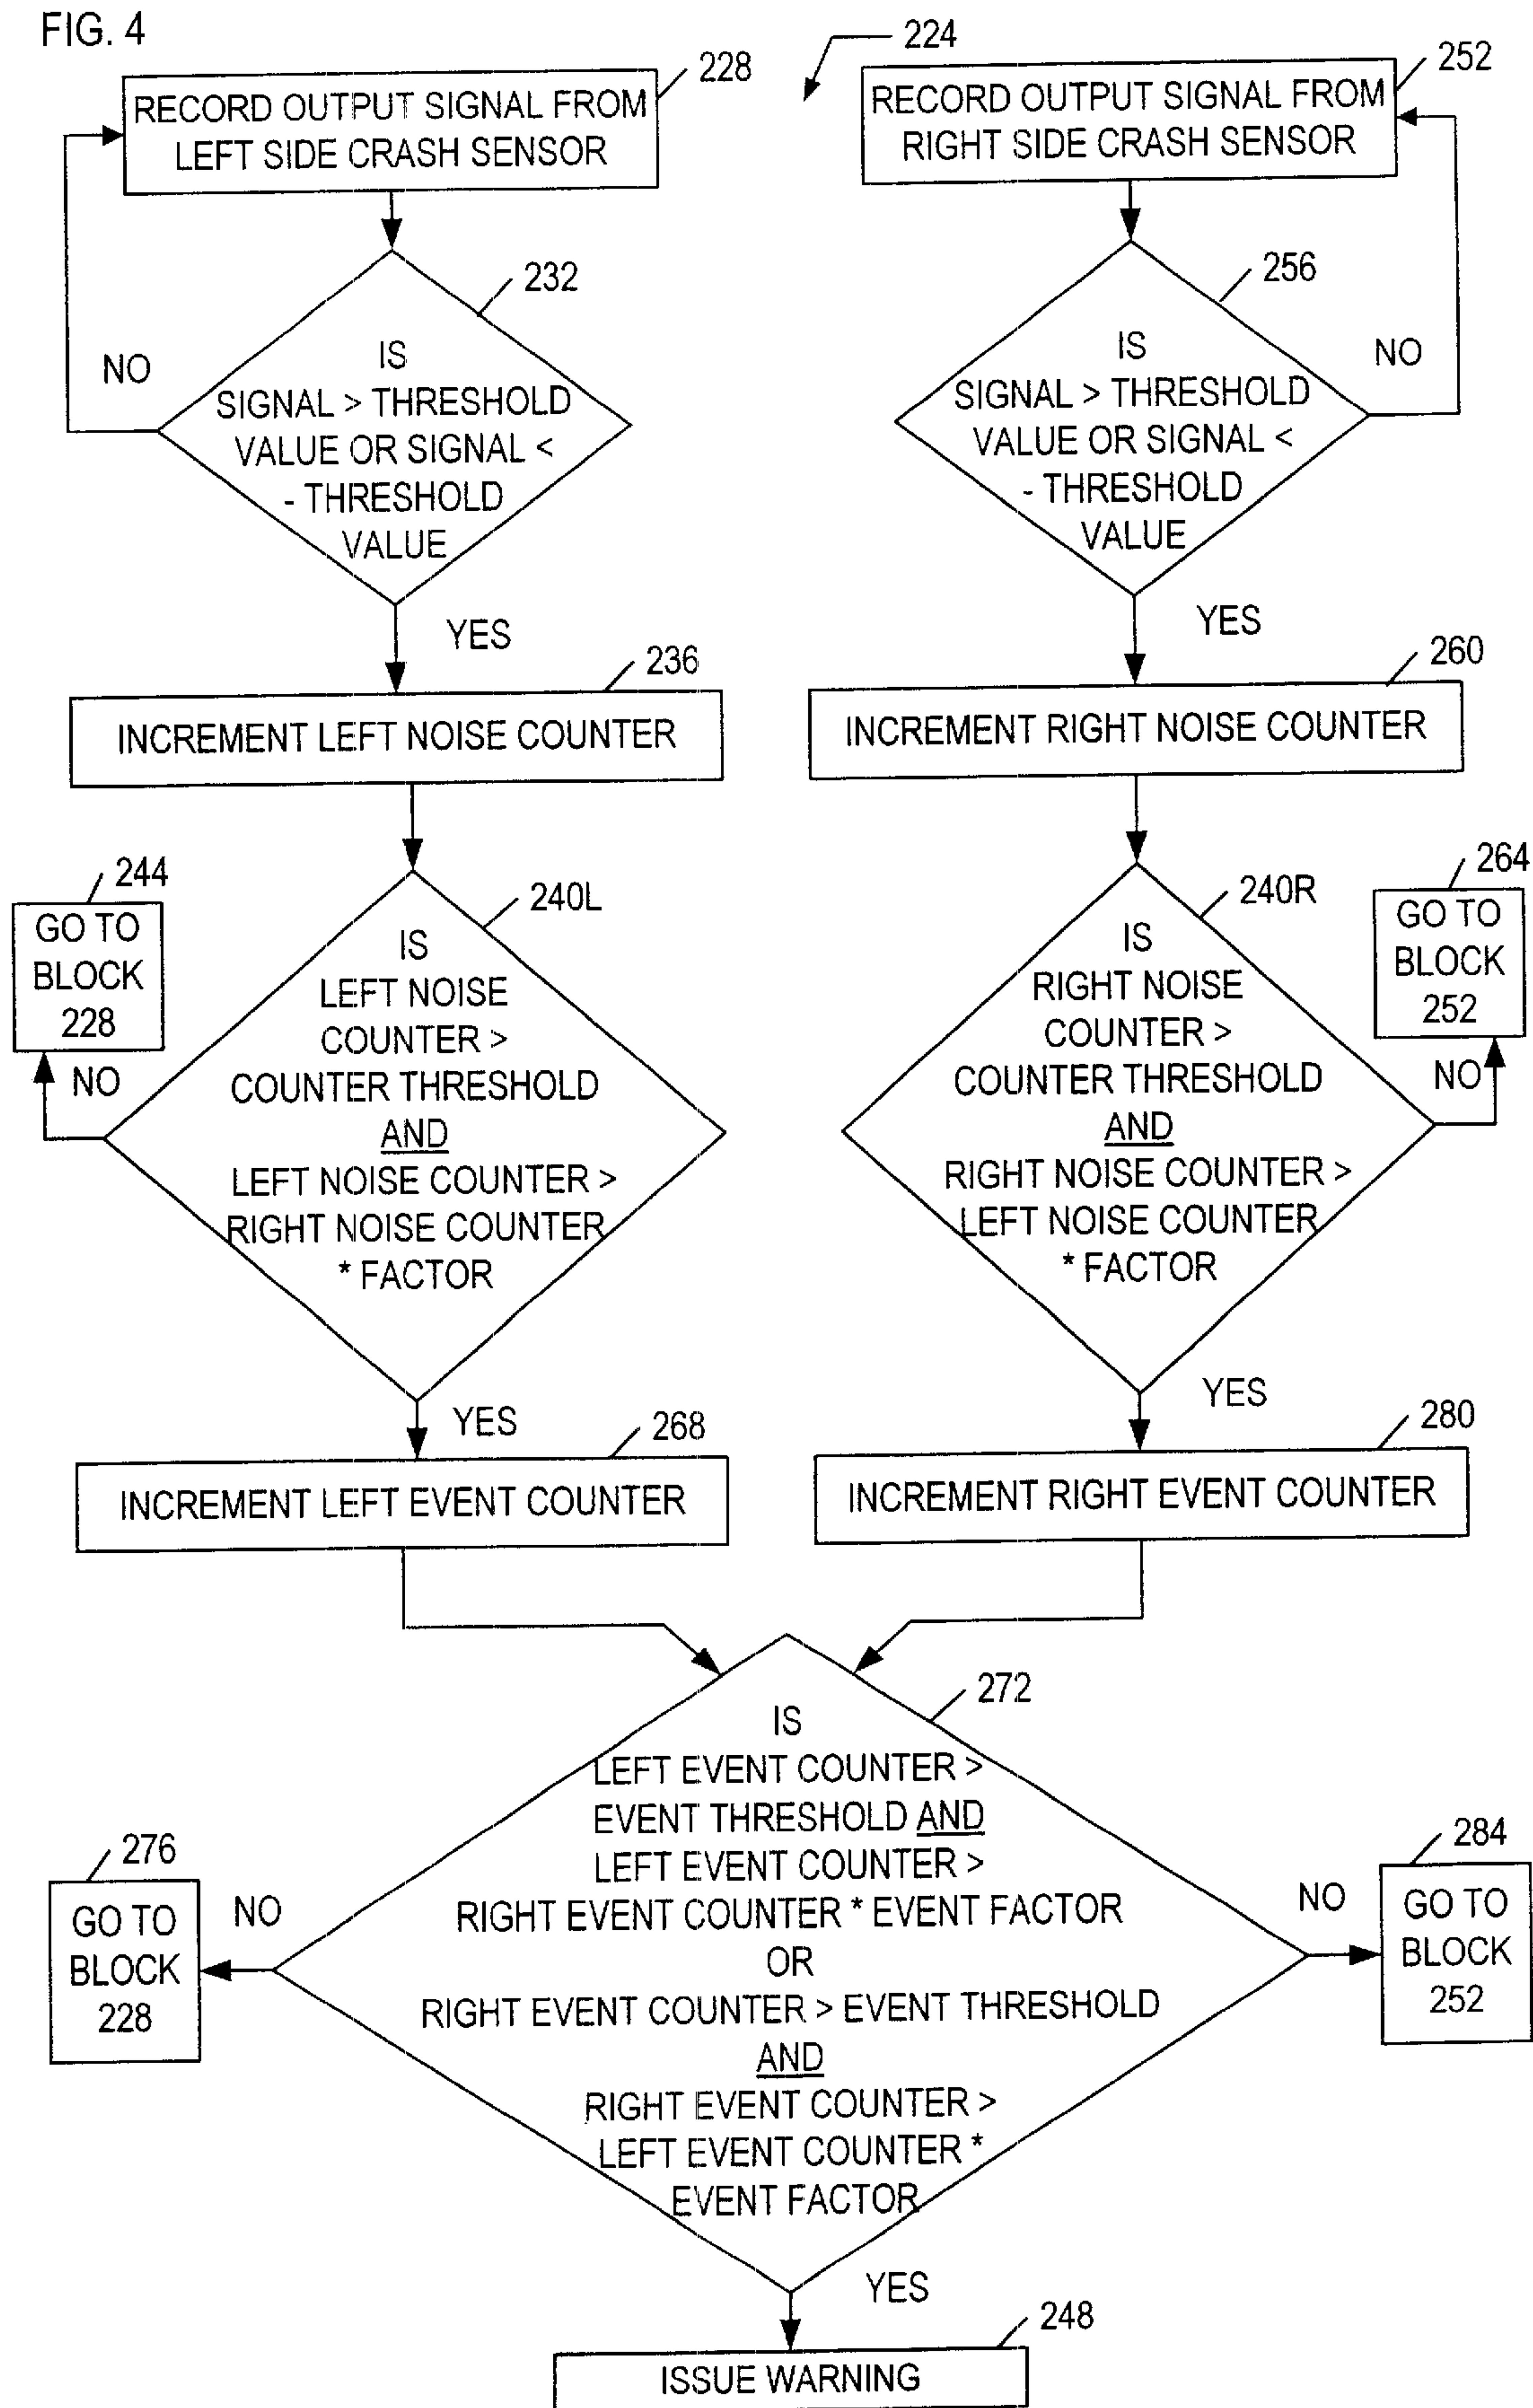 FIG. 4
224
228
RECORD OUTPUT SIGNAL FROM
LEFT SIDE CRASH SENSOR
252
RECORD OUTPUT SIGNAL FROM
RIGHT SIDE CRASH SENSOR
232
NO
IS
SIGNAL > THRESHOLD
VALUE OR SIGNAL <
- THRESHOLD
VALUE
YES
256
NO
IS
SIGNAL > THRESHOLD
VALUE OR SIGNAL <
- THRESHOLD
VALUE
YES
236
INCREMENT LEFT NOISE COUNTER
260
INCREMENT RIGHT NOISE COUNTER
244
GO TO
BLOCK
228
NO
240L
IS
LEFT NOISE
COUNTER >
COUNTER THRESHOLD
AND
LEFT NOISE COUNTER >
RIGHT NOISE COUNTER
* FACTOR
YES
240R
IS
RIGHT NOISE
COUNTER >
COUNTER THRESHOLD
AND
RIGHT NOISE COUNTER >
LEFT NOISE COUNTER
* FACTOR
YES
264
GO TO
BLOCK
252
NO
268
INCREMENT LEFT EVENT COUNTER
280
INCREMENT RIGHT EVENT COUNTER
272
IS
LEFT EVENT COUNTER >
EVENT THRESHOLD AND
LEFT EVENT COUNTER >
RIGHT EVENT COUNTER * EVENT FACTOR
OR
RIGHT EVENT COUNTER > EVENT THRESHOLD
AND
RIGHT EVENT COUNTER >
LEFT EVENT COUNTER *
EVENT FACTOR
276
GO TO
BLOCK
228
NO
284
GO TO
BLOCK
252
NO
YES
248
ISSUE WARNING